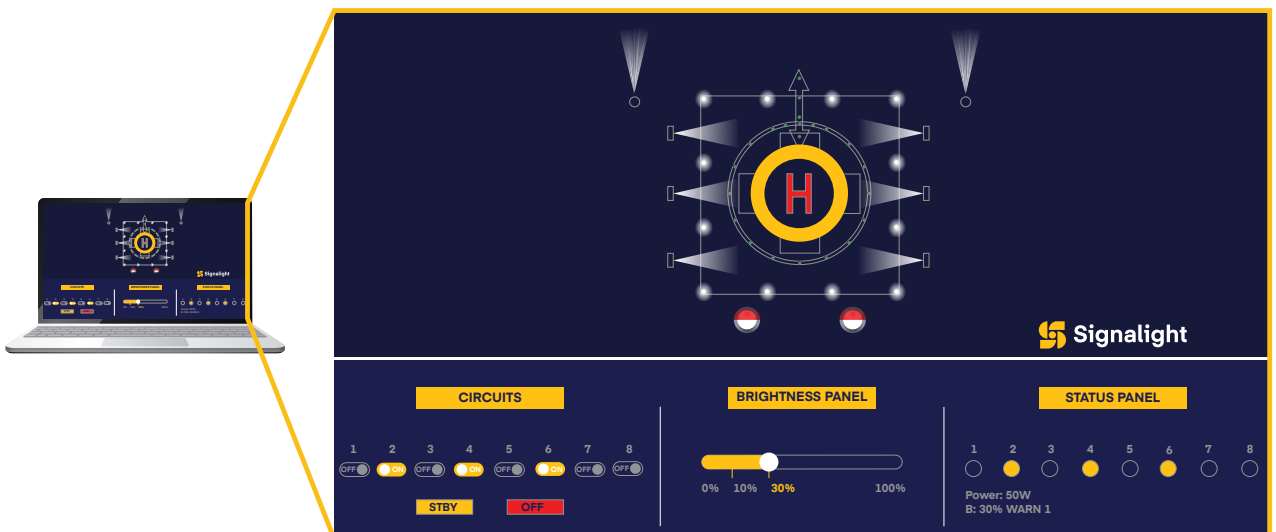 H
Signalight
CIRCUITS
1 2 3 4 5 6 7 8
OFF ON OFF ON OFF ON OFF OFF
STBY OFF
BRIGHTNESS PANEL
0% 10% 30% 100%
STATUS PANEL
1 2 3 4 5 6 7 8
Power: 50W
B: 30% WARN 1
H
Signalight